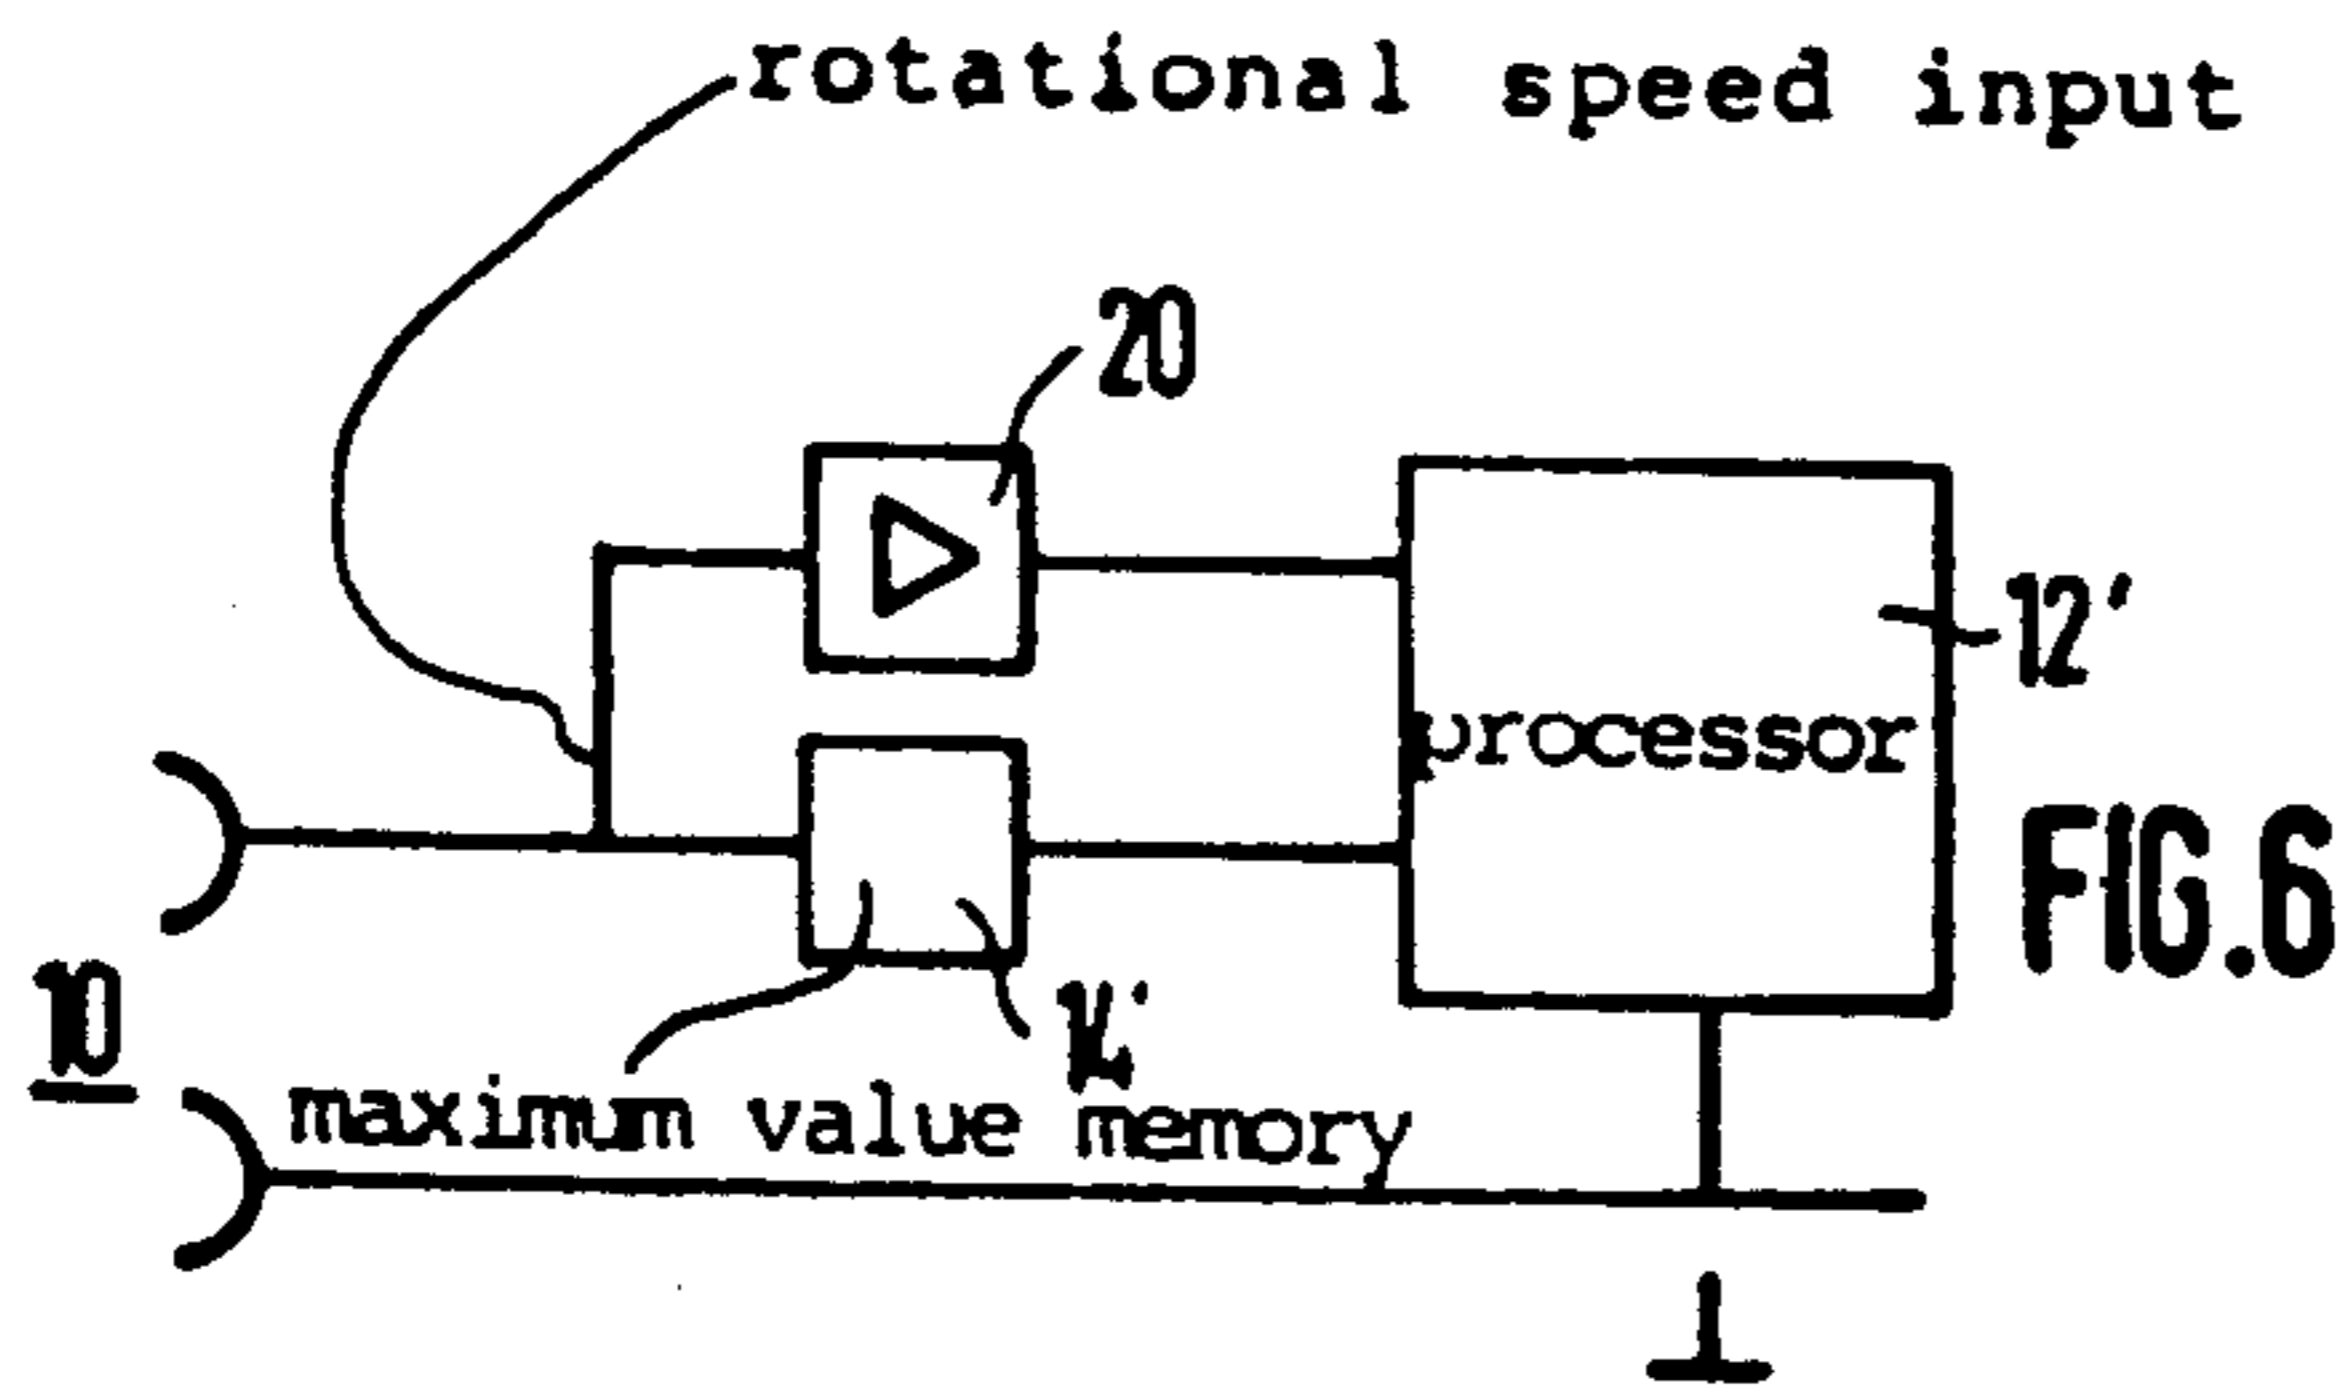 rotational speed input
20
12'
processor
FIG.6
10
14'
maximum value memory